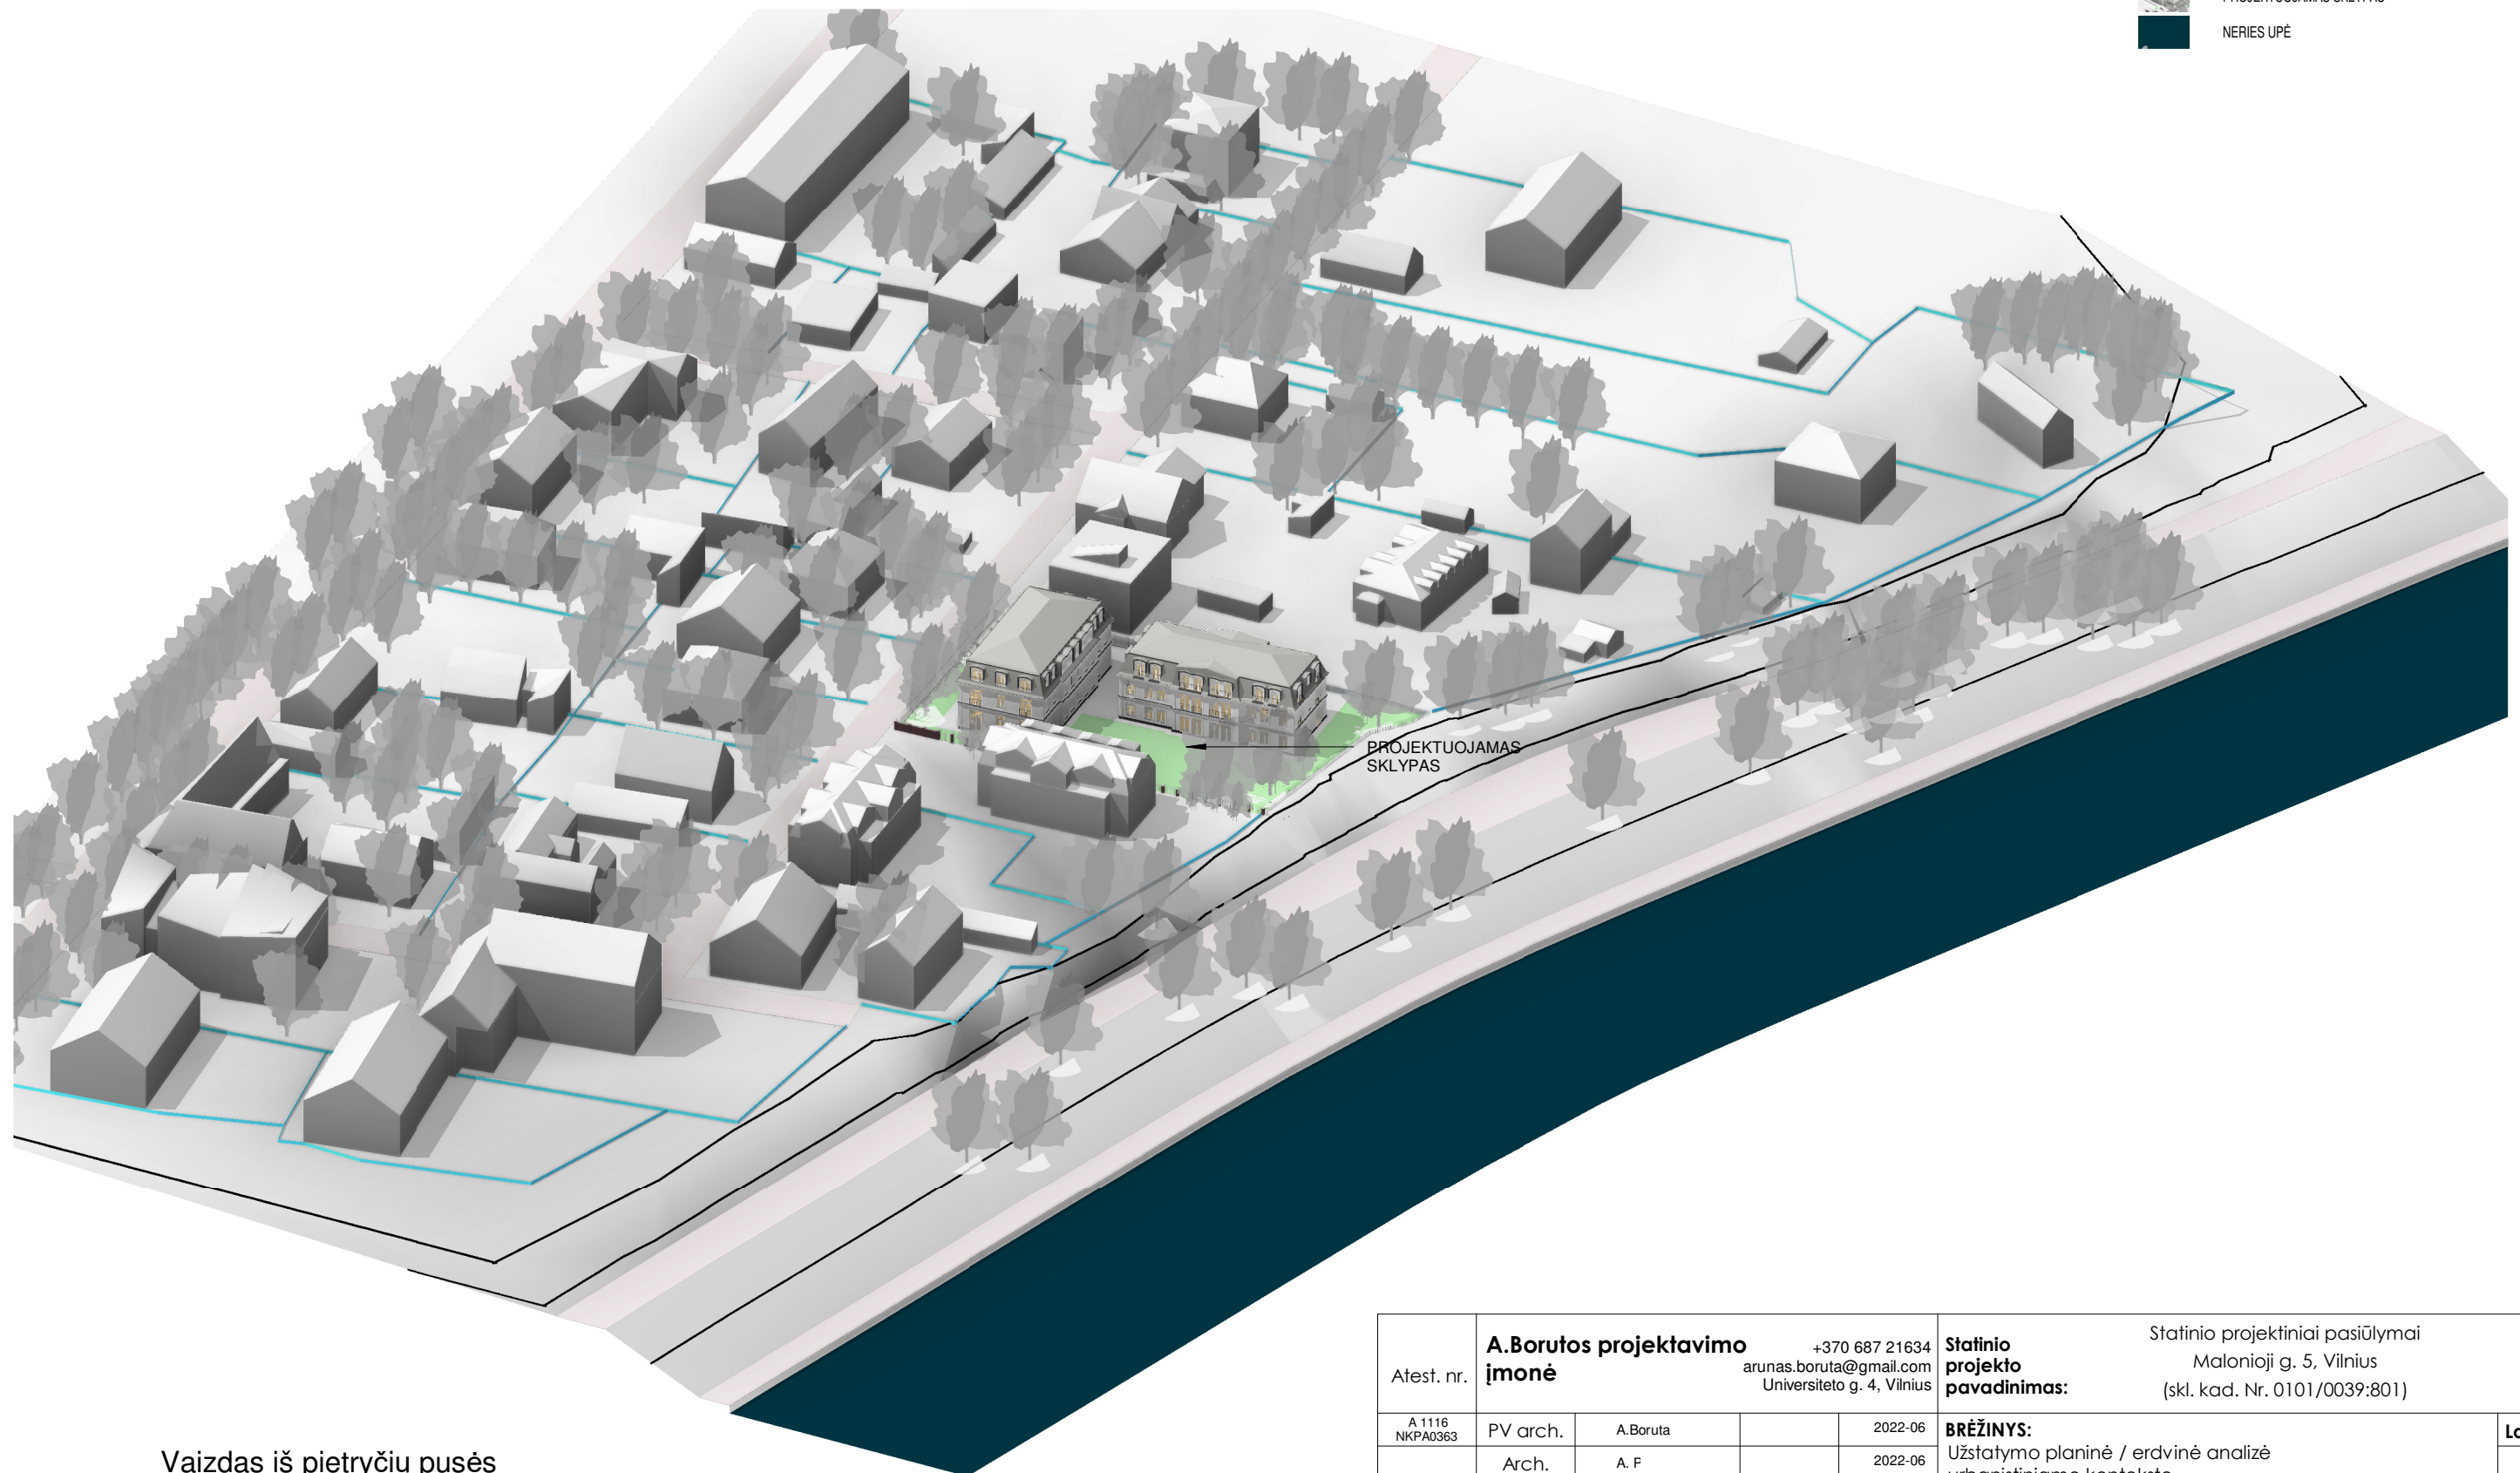 NERIES UPĖ
PROJEKTUOJAMAS
SKLYPAS
Vaizdas iš pietryčių pusės
Atest. nr.
A.Borutos projektavimo
įmonė
+370 687 21634
arunas.boruta@gmail.com
Universiteto g. 4, Vilnius
Statinio
projekto
pavadinimas:
Statinio projektiniai pasiūlymai
Malonioji g. 5, Vilnius
(skl. kad. Nr. 0101/0039:801)
A 1116
NKPA0363
PV arch.
A.Boruta
2022-06
BRĖŽINYS:
Užstatymo planinė / erdvinė analizė
Arch.
A. P
2022-06